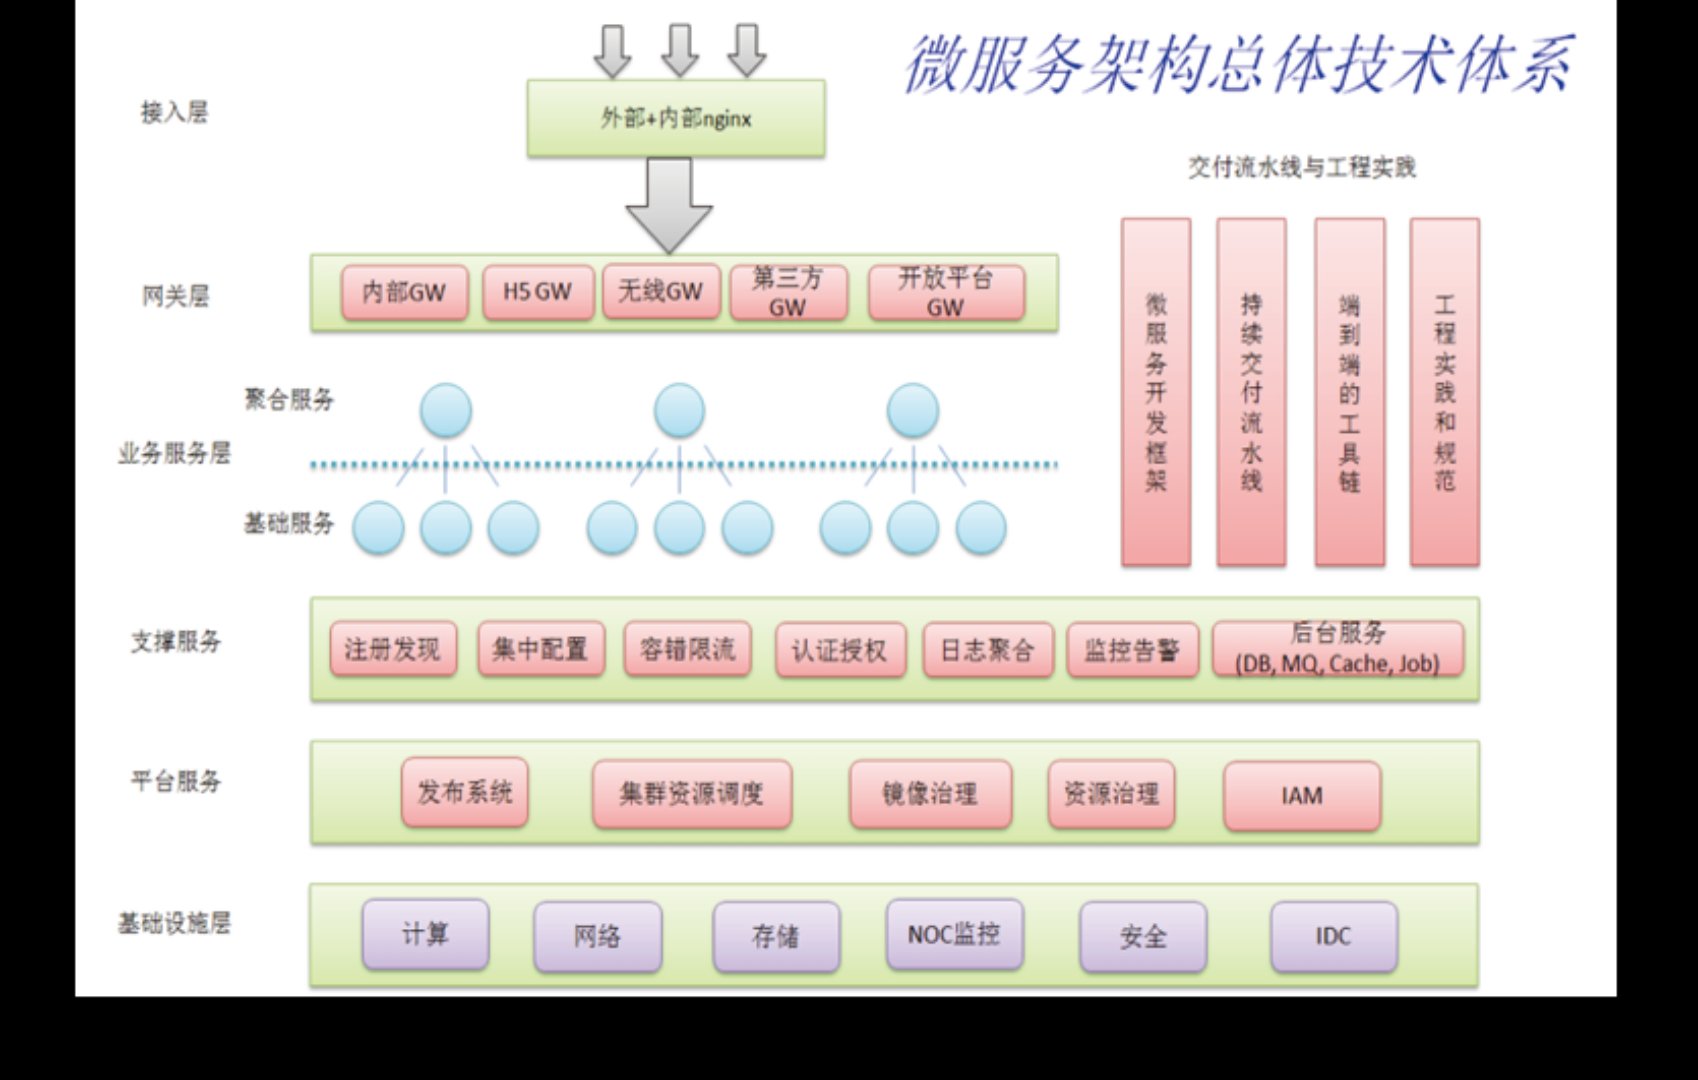 微服务架构总体技术体系
接入层
外部+内部nginx
交付流水线与工程实践
网关层
内部GW
H5 GW
无线GW
第三方
GW
开放平台
GW
微服务开发框架
持续交付流水线
端到端的工具链
工程实践和规范
聚合服务
业务服务层
基础服务
支撑服务
注册发现
集中配置
容错限流
认证授权
日志聚合
监控告警
后台服务
(DB, MQ, Cache, Job)
平台服务
发布系统
集群资源调度
镜像治理
资源治理
IAM
基础设施层
计算
网络
存储
NOC监控
安全
IDC